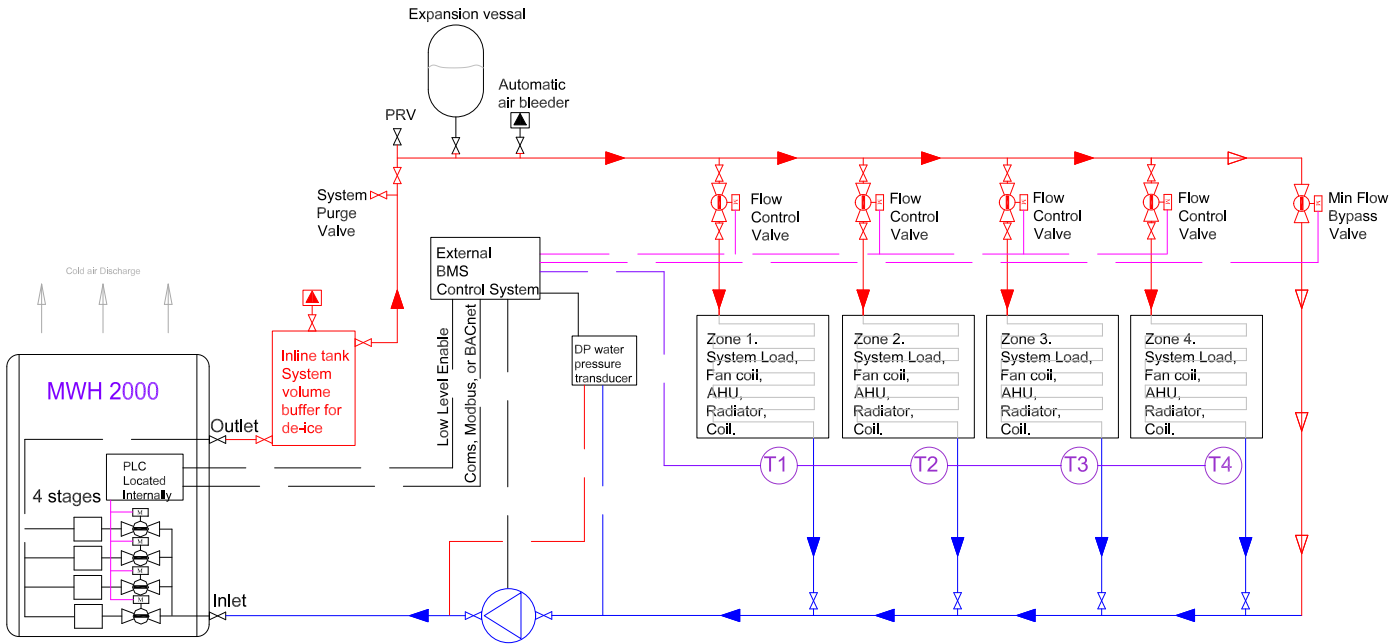 Expansion vessal
Automatic
air bleeder
PRV
System
Purge
Valve
Flow
Control
Valve
Flow
Control
Valve
Flow
Control
Valve
Flow
Control
Valve
Min Flow
Bypass
Valve
External
BMS
Control System
Cold air Discharge
Inline tank
System
volume
buffer for
de-ice
DP water
pressure
transducer
Low Level Enable
Coms, Modbus, or BACnet
Zone 1.
System Load,
Fan coil,
AHU,
Radiator,
Coil.
Zone 2.
System Load,
Fan coil,
AHU,
Radiator,
Coil.
Zone 3.
System Load,
Fan coil,
AHU,
Radiator,
Coil.
Zone 4.
System Load,
Fan coil,
AHU,
Radiator,
Coil.
MWH 2000
Outlet
PLC
Located
Internally
4 stages
M
M
M
M
T1
T2
T3
T4
Inlet